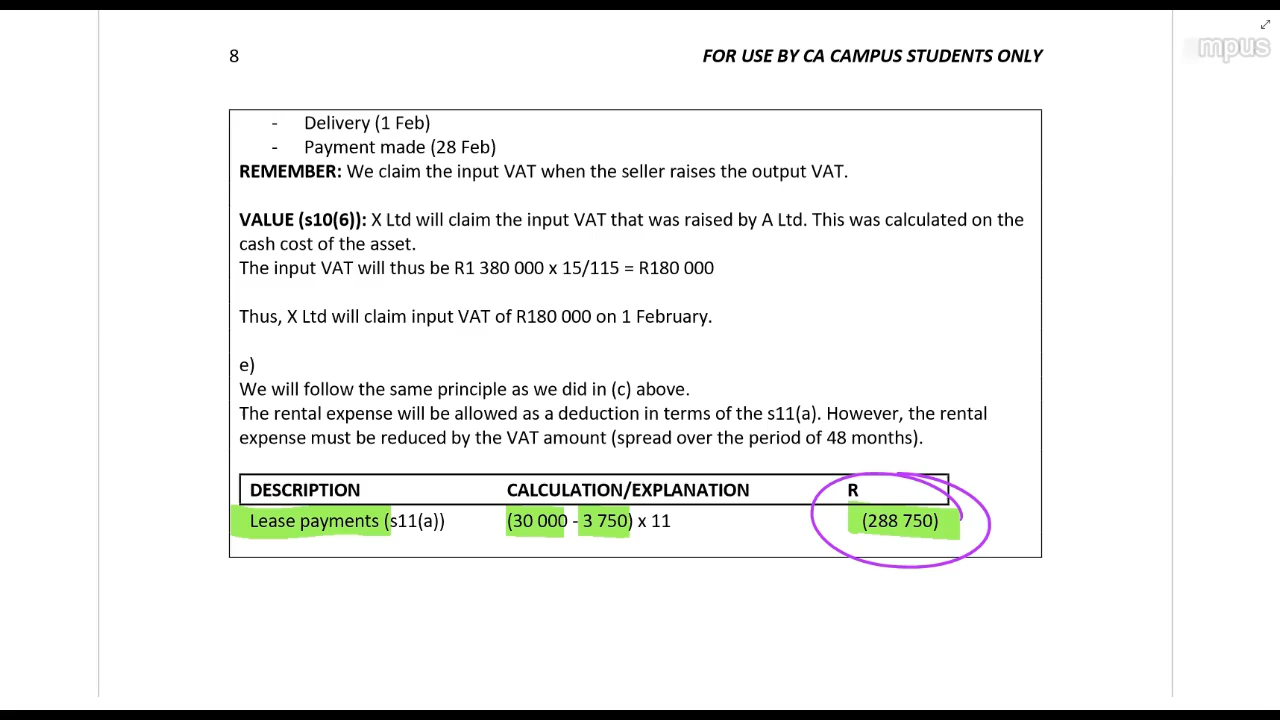 8
FOR USE BY CA CAMPUS STUDENTS ONLY
mpus
- Delivery (1 Feb)
- Payment made (28 Feb)
REMEMBER: We claim the input VAT when the seller raises the output VAT.
VALUE (s10(6)): X Ltd will claim the input VAT that was raised by A Ltd. This was calculated on the
cash cost of the asset.
The input VAT will thus be R1 380 000 x 15/115 = R180 000
Thus, X Ltd will claim input VAT of R180 000 on 1 February.
e)
We will follow the same principle as we did in (c) above.
The rental expense will be allowed as a deduction in terms of the s11(a). However, the rental
expense must be reduced by the VAT amount (spread over the period of 48 months).
DESCRIPTION CALCULATION/EXPLANATION R
Lease payments (s11(a)) (30 000 - 3 750) x 11 (288 750)